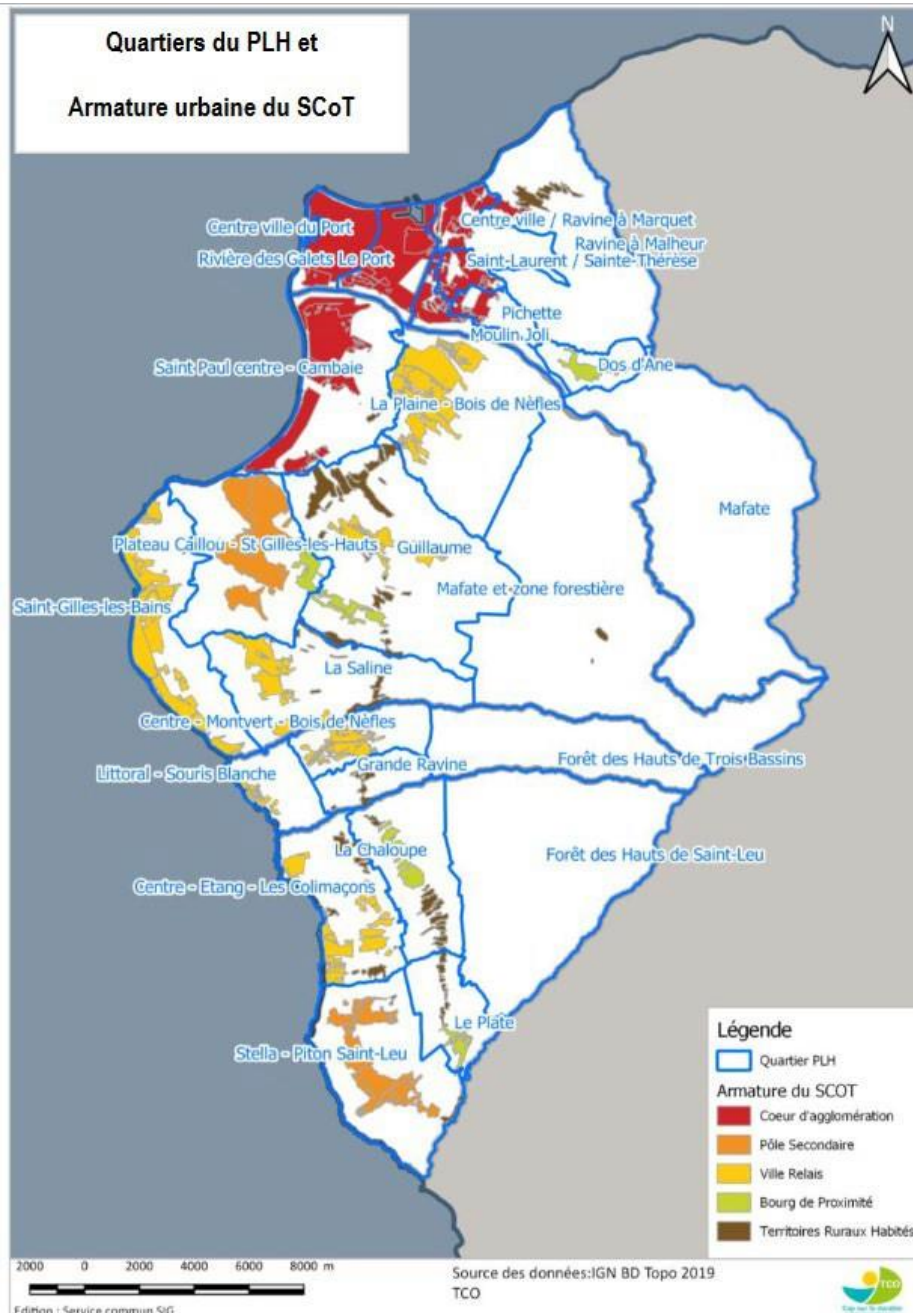 Quartiers du PLH et
Armature urbaine du SCoT
N
Centre ville du Port
Centre ville / Ravine à Marquet
Ravine à Malheur
Rivière des Galets Le Port
Saint-Laurent / Sainte-Thérèse
Pichette
Moulin Joli
Saint Paul centre - Cambaie
Dos d'Ane
La Plaine - Bois de Nèfles
Mafate
Plateau Caillou - St Gilles-les-Hauts
Guillaume
Mafate et zone forestière
Saint-Gilles-les-Bains
La Saline
Centre - Montvert - Bois de Nèfles
Littoral - Souris Blanche
Grande Ravine
Forêt des Hauts de Trois Bassins
La Chaloupe
Forêt des Hauts de Saint-Leu
Centre - Etang - Les Colimaçons
Le Plate
Stella - Piton Saint-Leu
Légende
Quartier PLH
Armature du SCOT
Coeur d'agglomération
Pôle Secondaire
Ville Relais
Bourg de Proximité
Territoires Ruraux Habités
2000 0 2000 4000 6000 8000 m
Source des données:IGN BD Topo 2019
TCO
Edition : Service commun SIG
TCO
Cap sur le durable